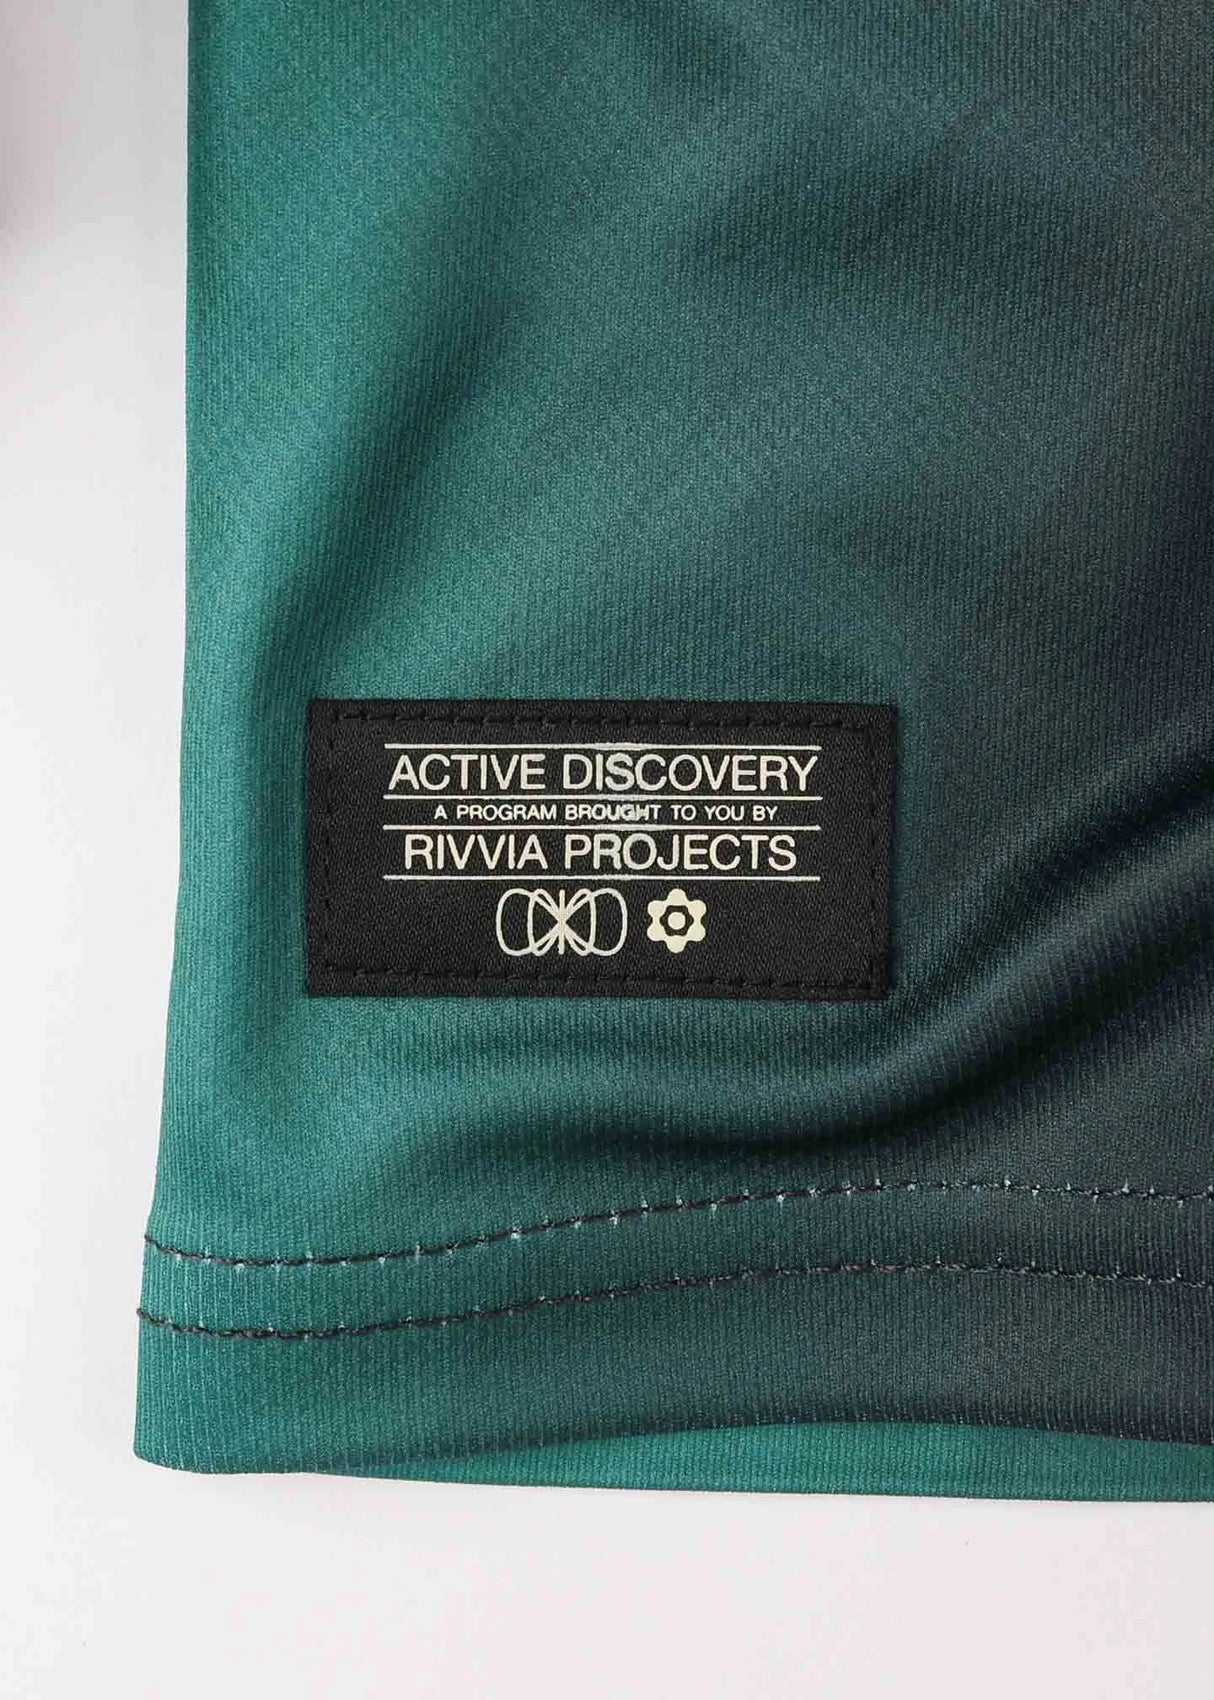 ACTIVE DISCOVERY
A PROGRAM BROUGHT TO YOU BY
RIVVIA PROJECTS